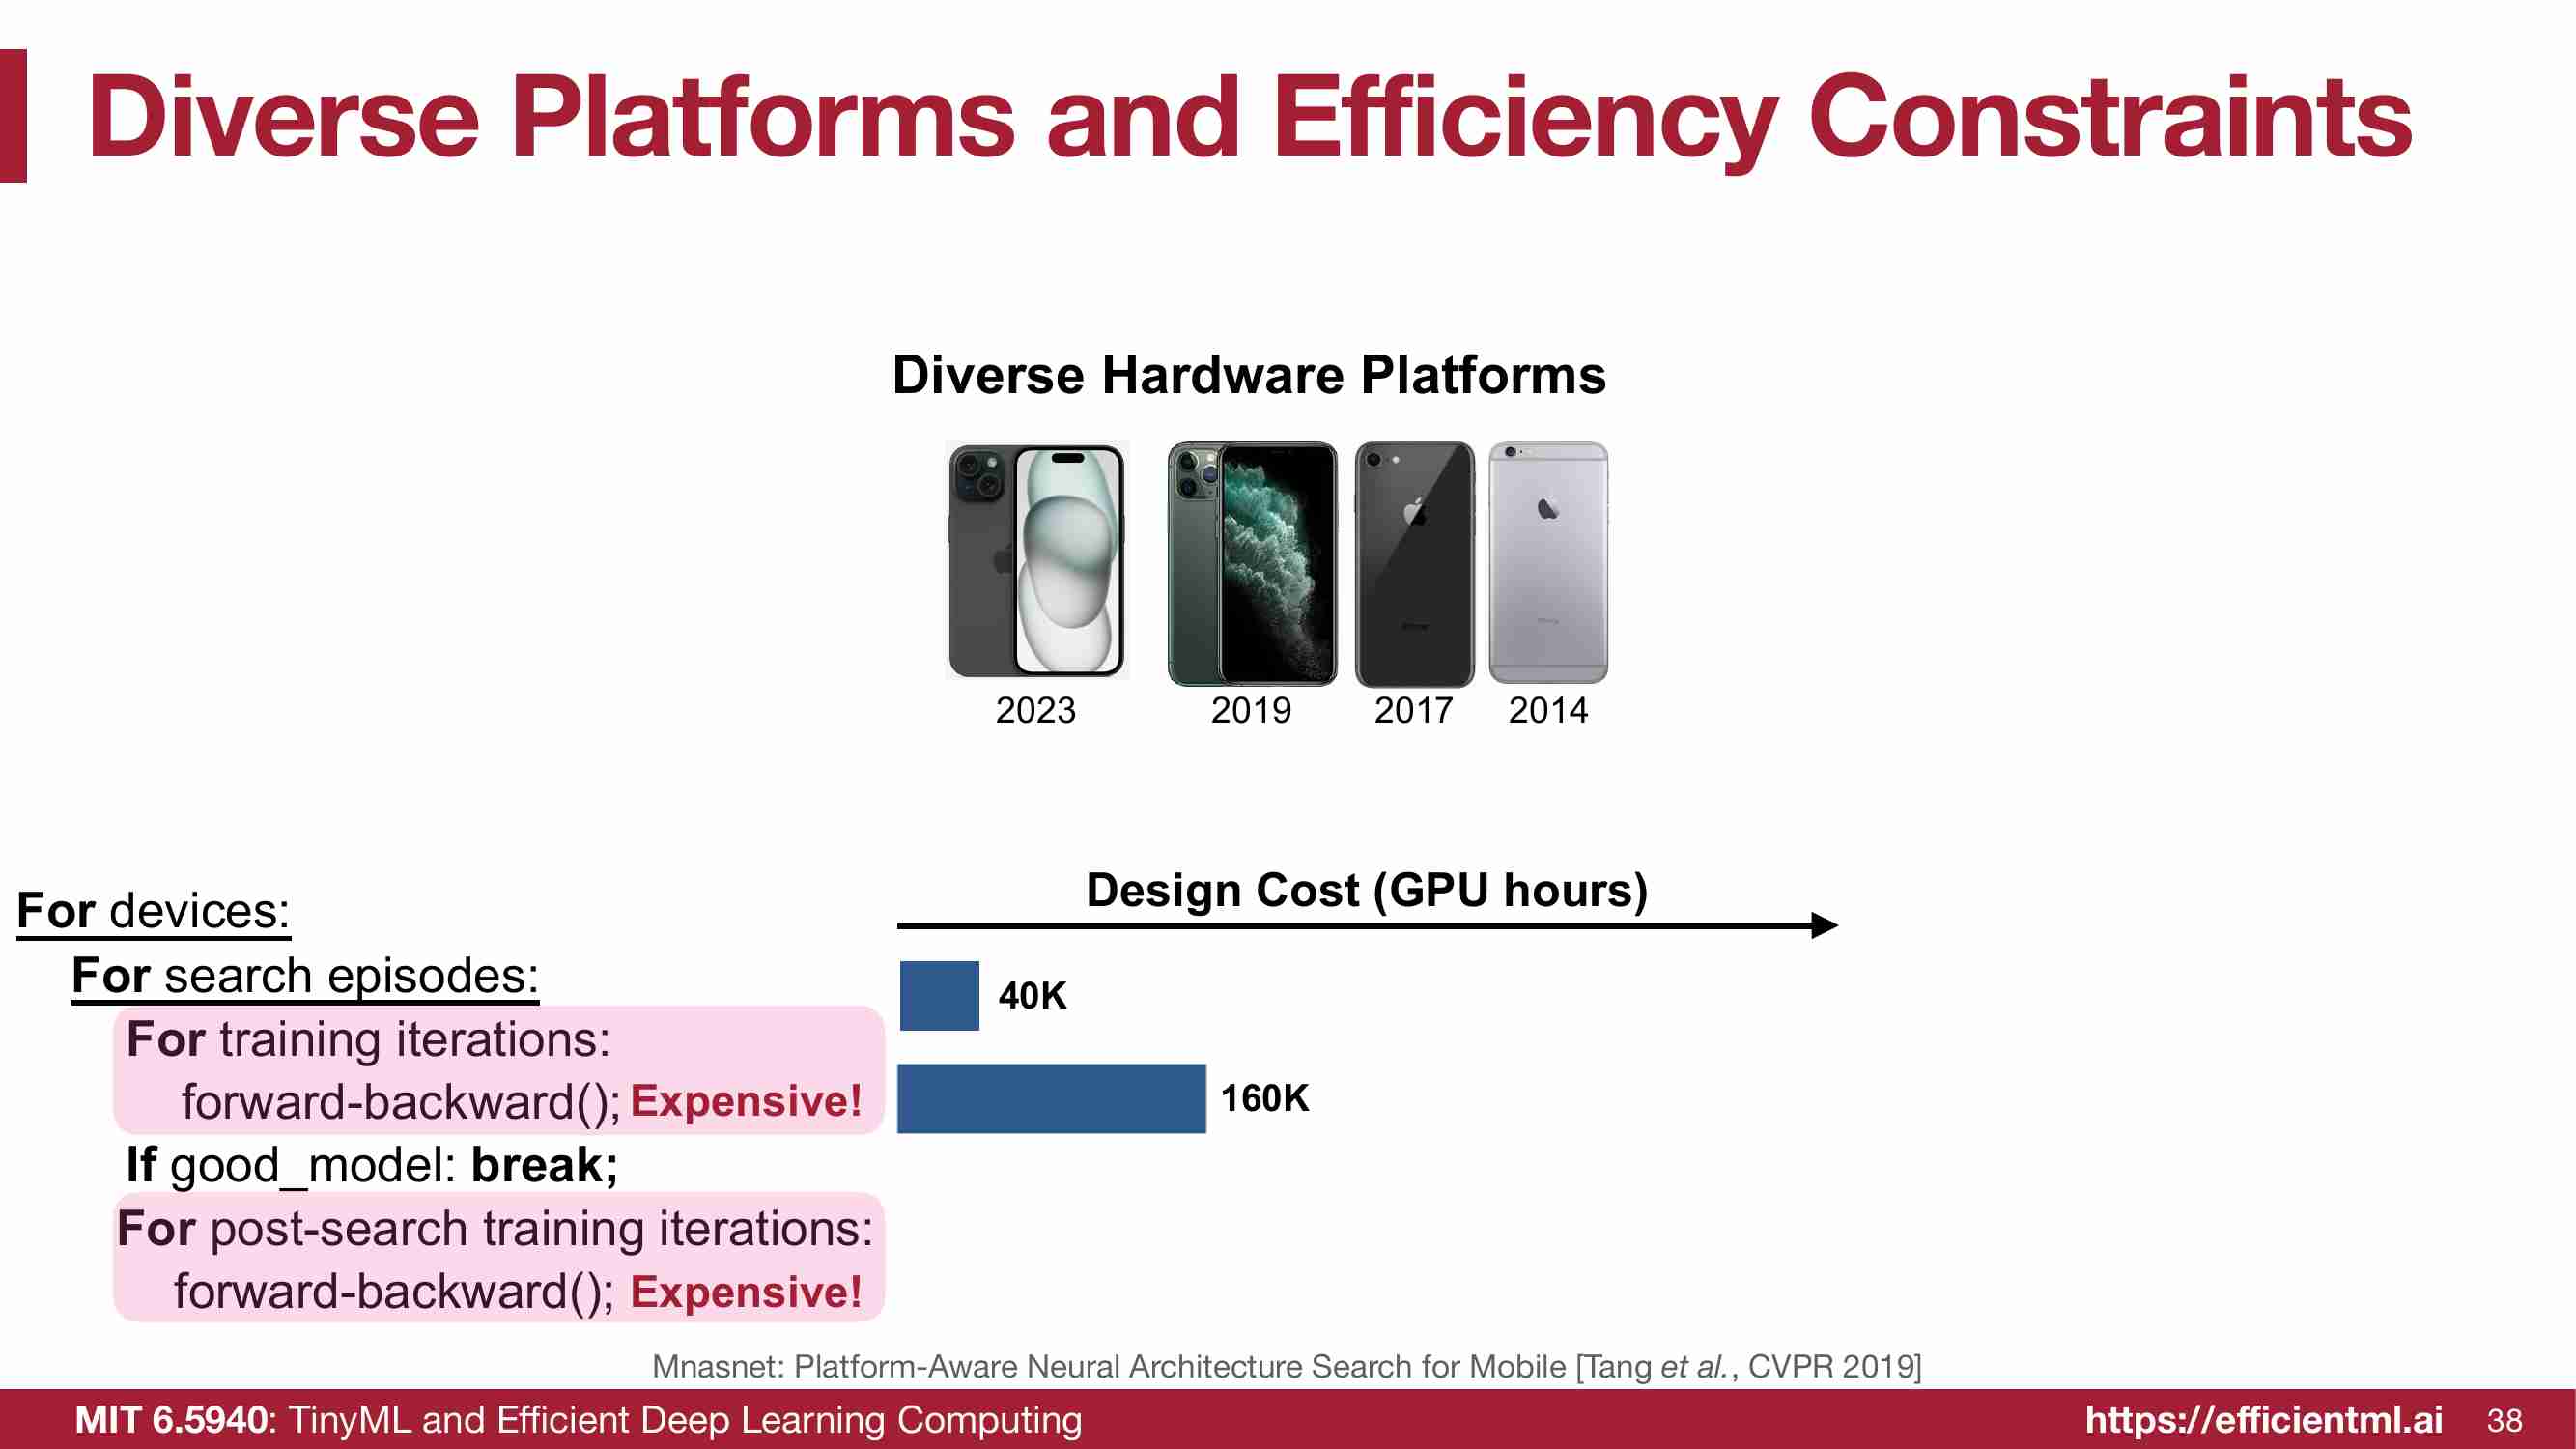 Diverse Platforms and Efficiency Constraints
Diverse Hardware Platforms
2023 2019 2017 2014
Design Cost (GPU hours)
40K
160K
For devices:
For search episodes:
For training iterations:
forward-backward(); Expensive!
If good_model: break;
For post-search training iterations:
forward-backward(); Expensive!
Mnasnet: Platform-Aware Neural Architecture Search for Mobile [Tang et al., CVPR 2019]
MIT 6.5940: TinyML and Efficient Deep Learning Computing
https://efficientml.ai 38